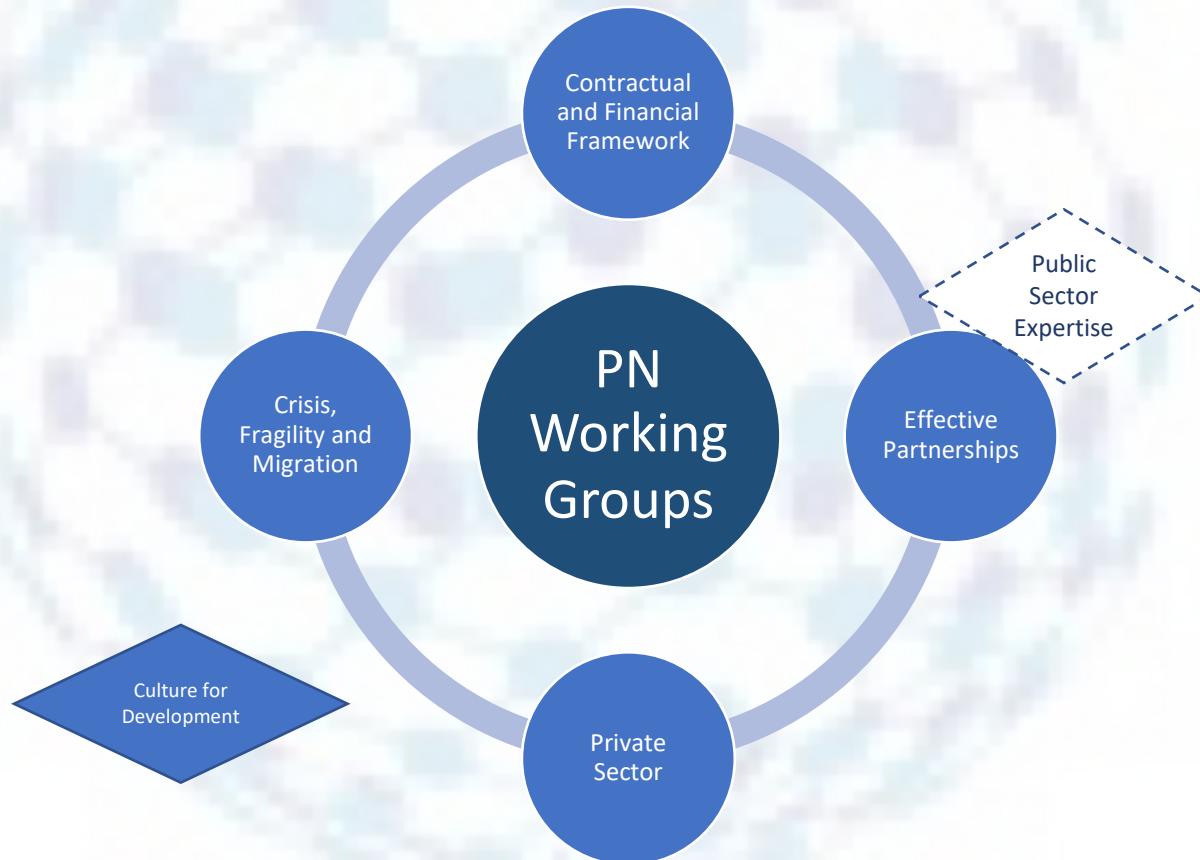 Contractual
and Financial
Framework
Public
Sector
Expertise
PN
Working
Groups
Crisis,
Fragility and
Migration
Effective
Partnerships
Culture for
Development
Private
Sector